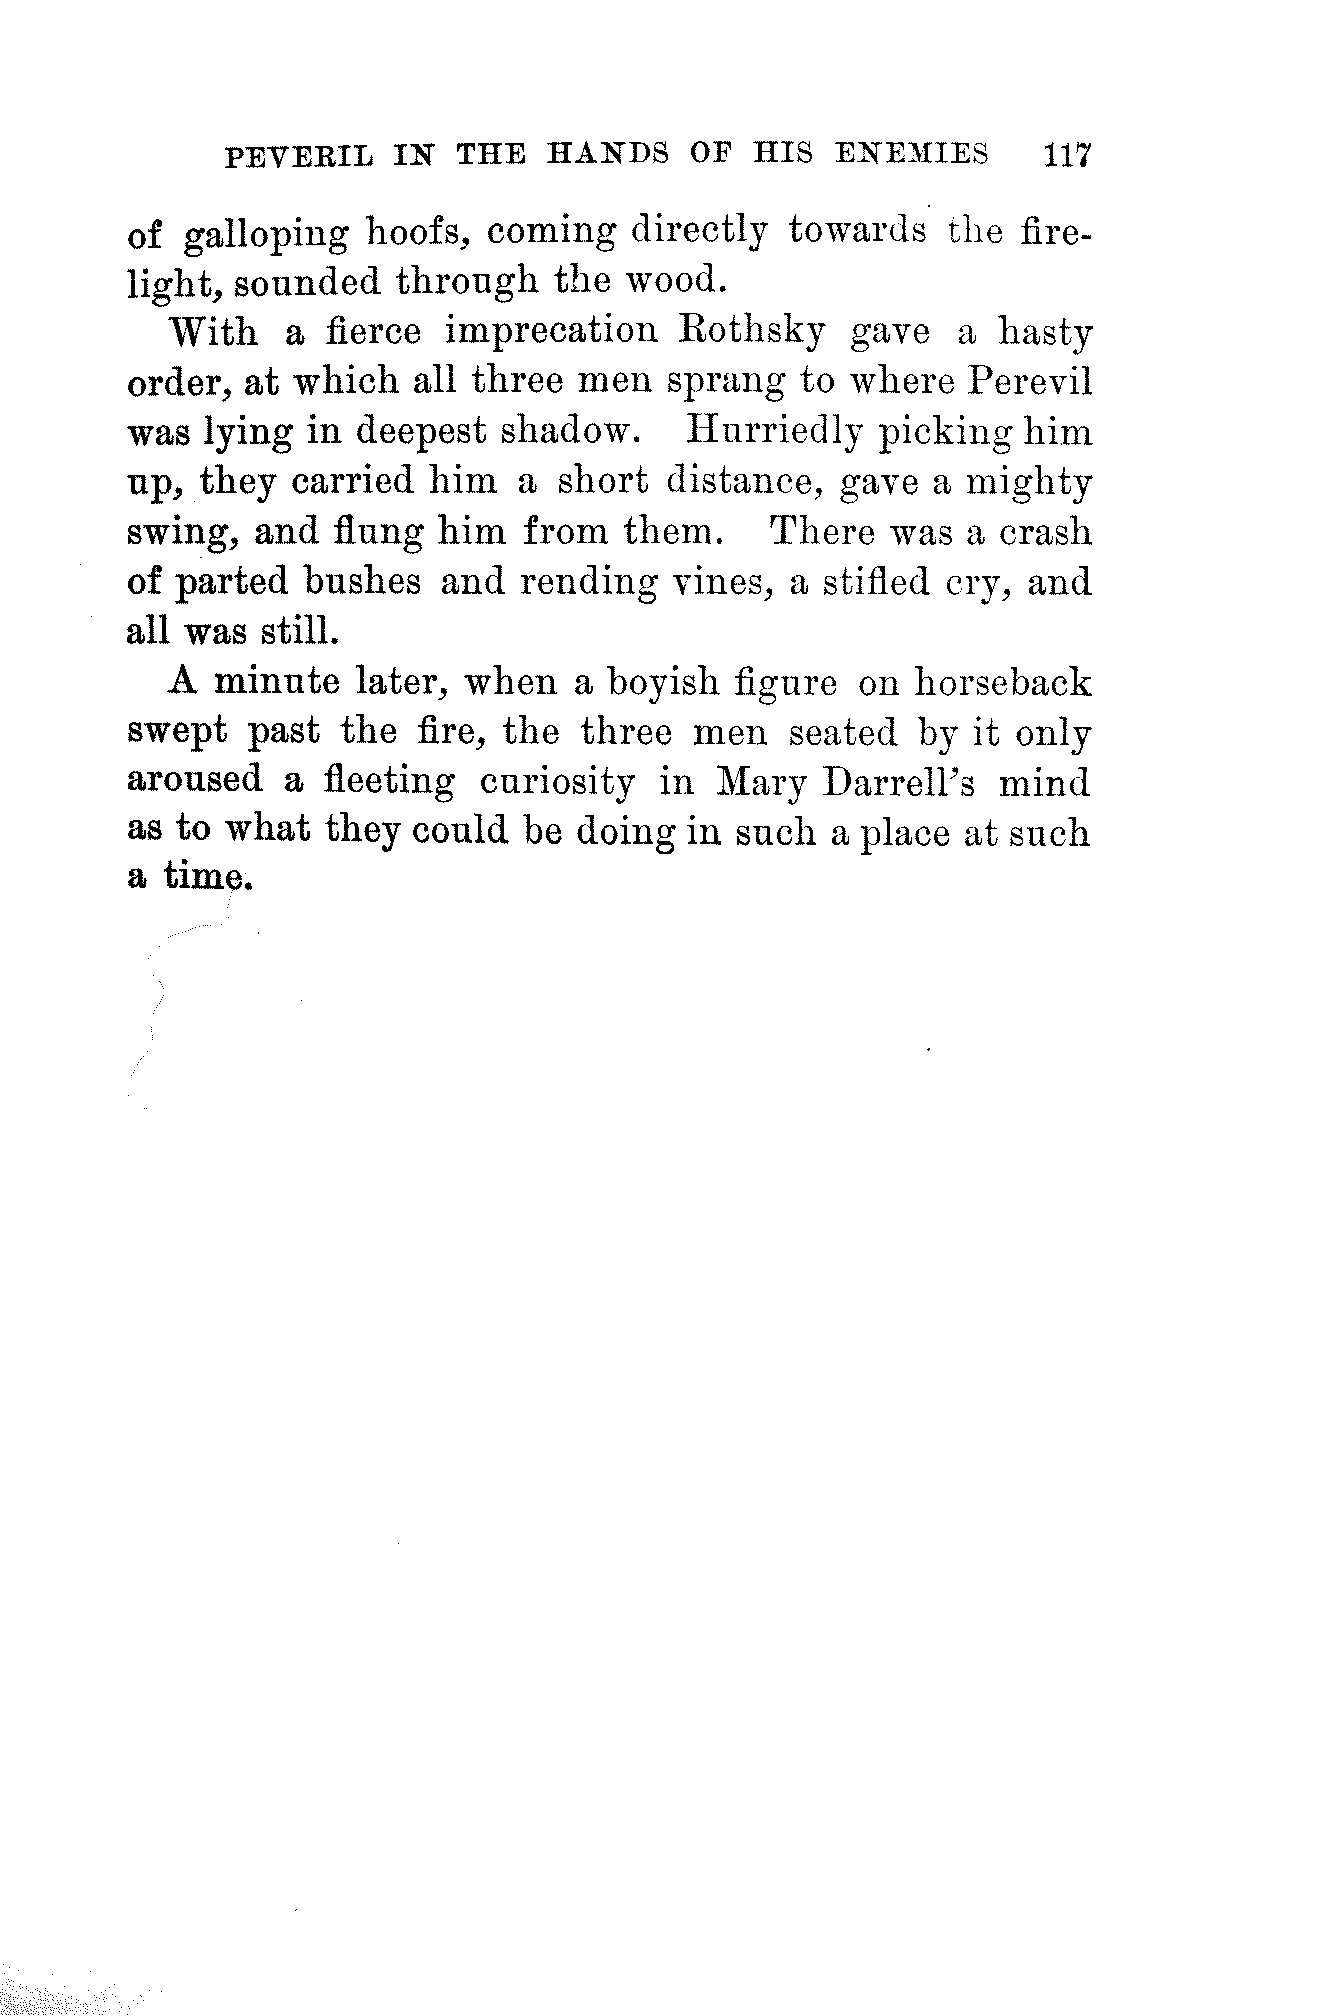 PEVERIL IN THE HANDS OF HIS ENEMIES 117
of galloping hoofs, coming directly towards the fire-
light, sounded through the wood.
With a fierce imprecation Rothsky gave a hasty
order, at which all three men sprang to where Perevil
was lying in deepest shadow. Hurriedly picking him
up, they carried him a short distance, gave a mighty
swing, and flung him from them. There was a crash
of parted bushes and rending vines, a stifled cry, and
all was still.
A minute later, when a boyish figure on horseback
swept past the fire, the three men seated by it only
aroused a fleeting curiosity in Mary Darrell's mind
as to what they could be doing in such a place at such
a time.